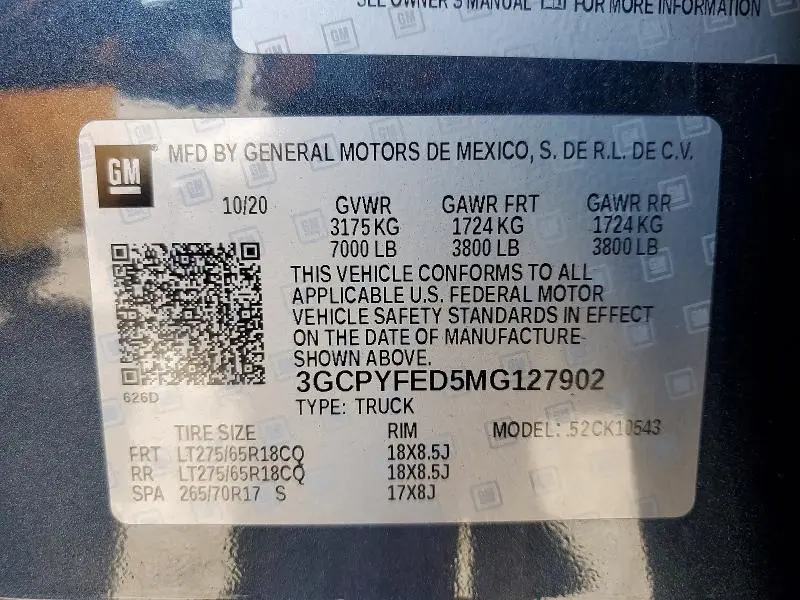 SEE OWNER'S MANUAL FOR MORE INFORMATION
GM
MFD BY GENERAL MOTORS DE MEXICO, S. DE R.L. DE C.V.
10/20 GVWR GAWR FRT GAWR RR
3175 KG 1724 KG 1724 KG
7000 LB 3800 LB 3800 LB
THIS VEHICLE CONFORMS TO ALL
APPLICABLE U.S. FEDERAL MOTOR
VEHICLE SAFETY STANDARDS IN EFFECT
ON THE DATE OF MANUFACTURE
SHOWN ABOVE.
3GCPYFED5MG127902
626D
TYPE: TRUCK
TIRE SIZE RIM MODEL: 52CK10543
FRT LT275/65R18CQ 18X8.5J
RR LT275/65R18CQ 18X8.5J
SPA 265/70R17 S 17X8J